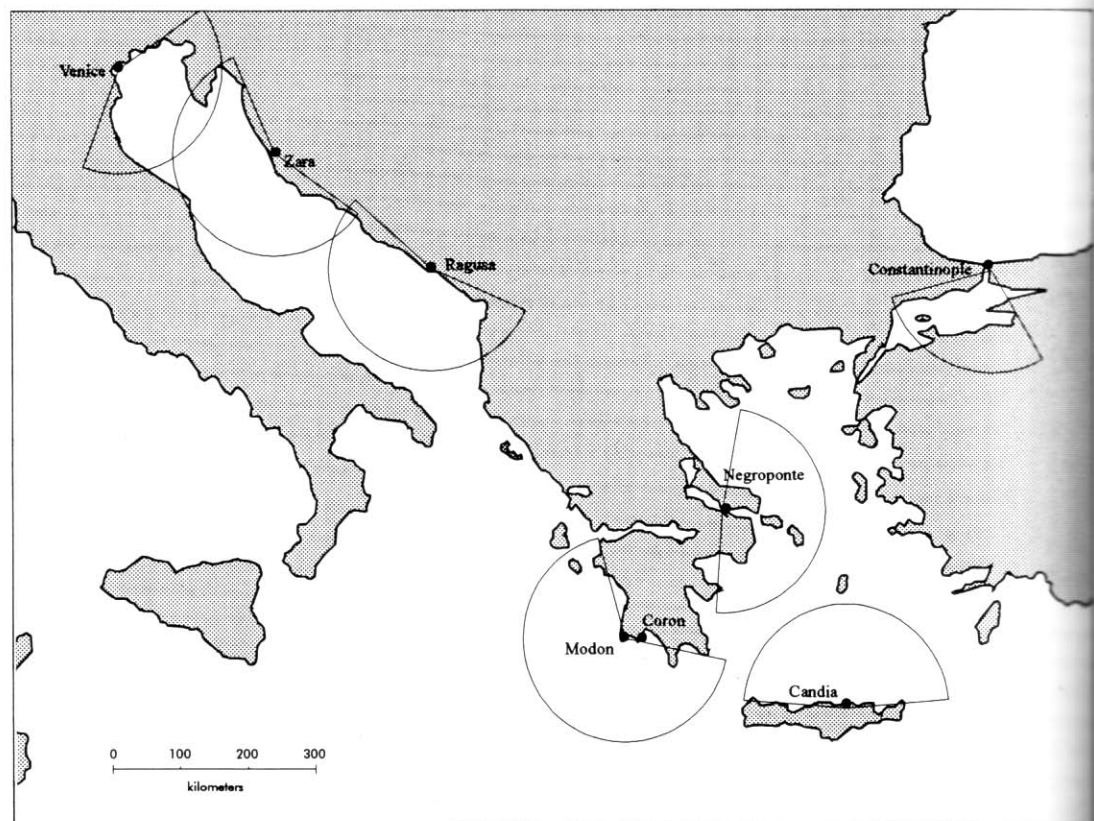 Venice
Zara
Ragusa
Constantinople
Negroponte
Coron
Modon
Candia
0 100 200 300
kilometers